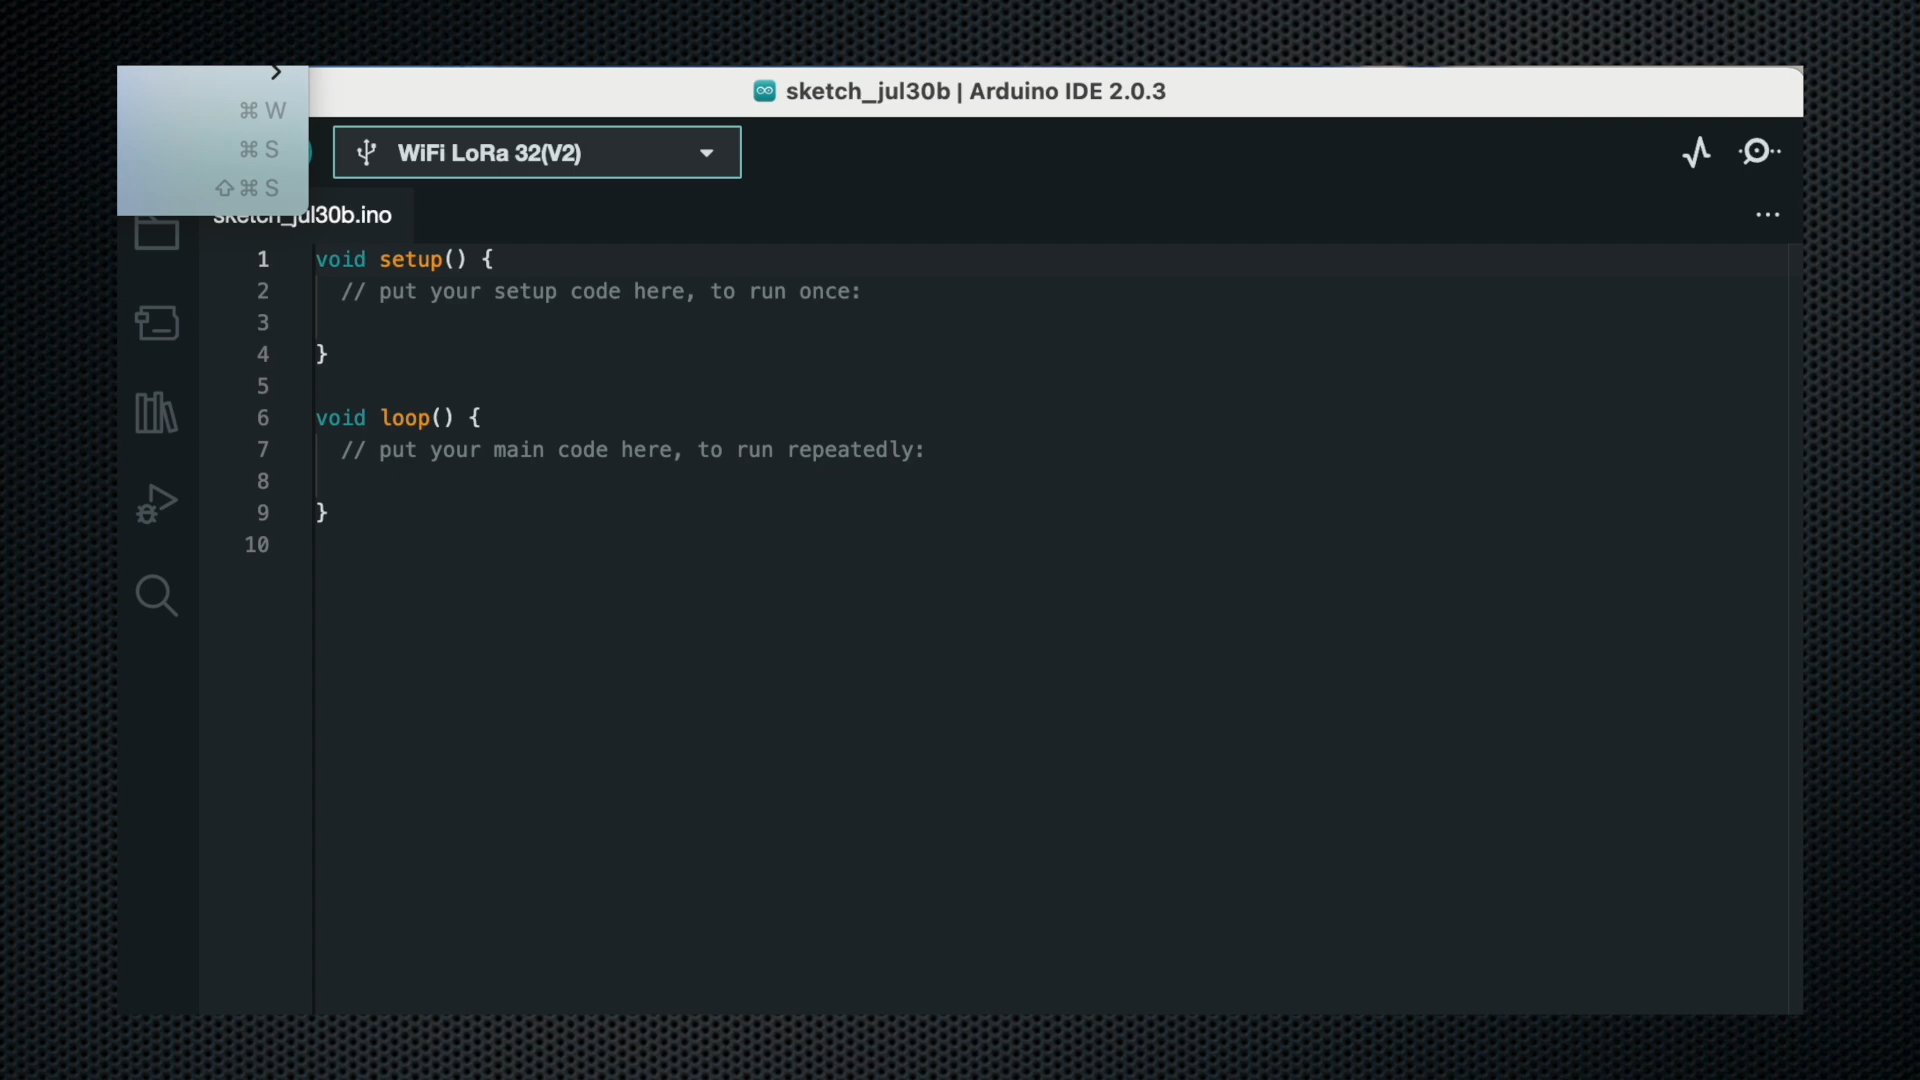 sketch_jul30b | Arduino IDE 2.0.3
⌘ W
⌘ S
⇧ ⌘ S
WiFi LoRa 32(V2)
sketch_jul30b.ino
1 void setup() {
2 // put your setup code here, to run once:
3
4 }
5
6 void loop() {
7 // put your main code here, to run repeatedly:
8
9 }
10